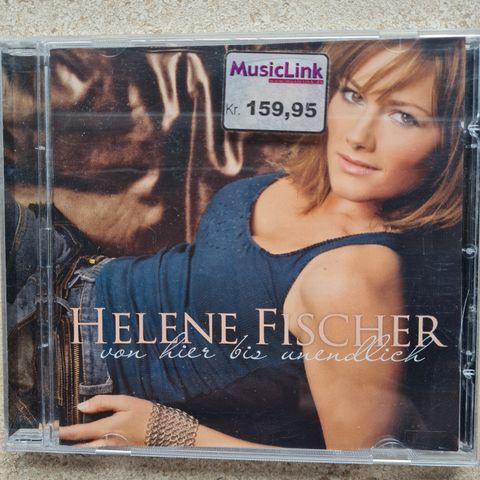 MusicLink
Kr. 159,95
HELENE FISCHER
von hier bis unendlich